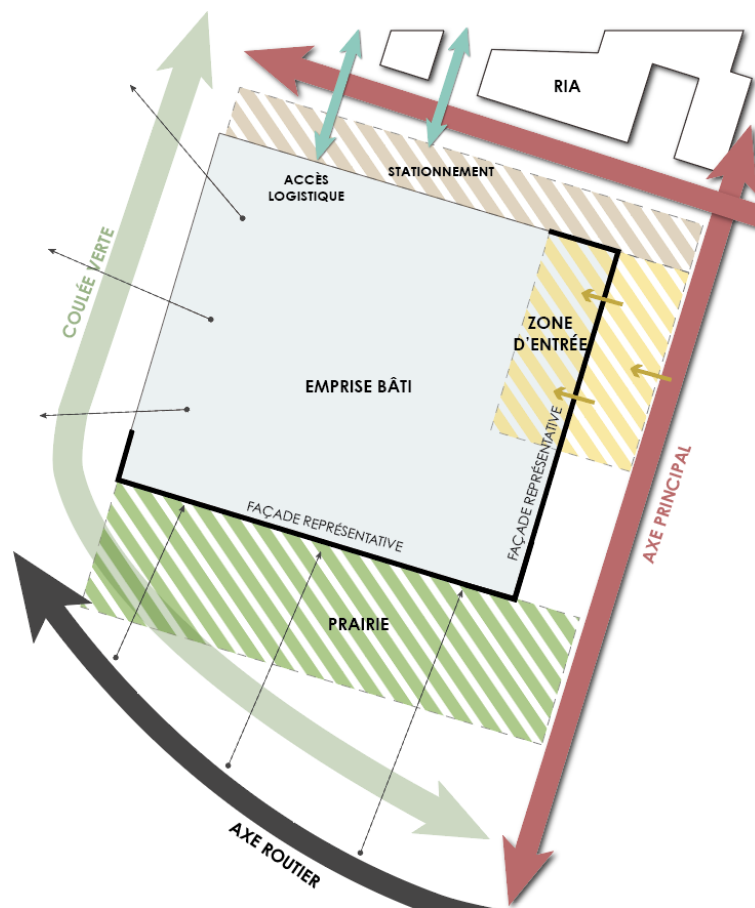 RIA
STATIONNEMENT
ACCÈS
LOGISTIQUE
COULÉE VERTE
ZONE
D'ENTRÉE
EMPRISE BÂTI
FAÇADE REPRÉSENTATIVE
AXE PRINCIPAL
FAÇADE REPRÉSENTATIVE
PRAIRIE
AXE ROUTIER